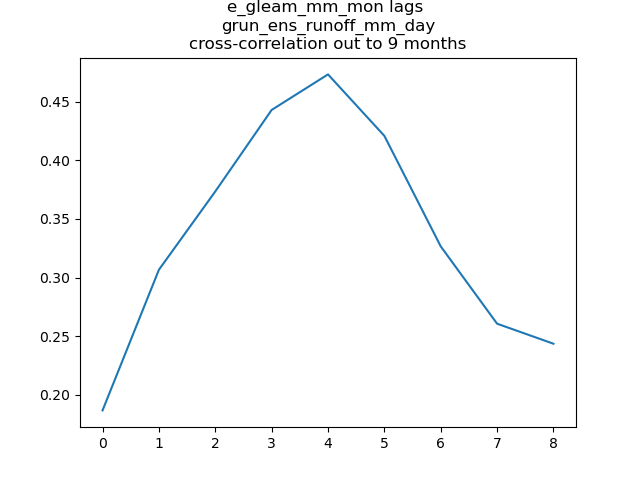 e_gleam_mm_mon lags
grun_ens_runoff_mm_day
cross-correlation out to 9 months
0.45
0.40
0.35
0.30
0.25
0.20
0 1 2 3 4 5 6 7 8